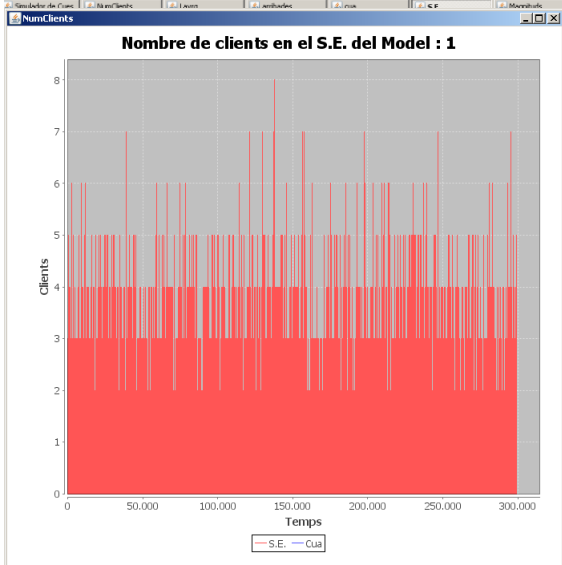 Simulador de Cues NumClients Lavrg arribades cua S.E. Magnituds
NumClients
Nombre de clients en el S.E. del Model : 1
8
7
6
5
4
3
2
1
0
Clients
0 50.000 100.000 150.000 200.000 250.000 300.000
Temps
S.E. Cua